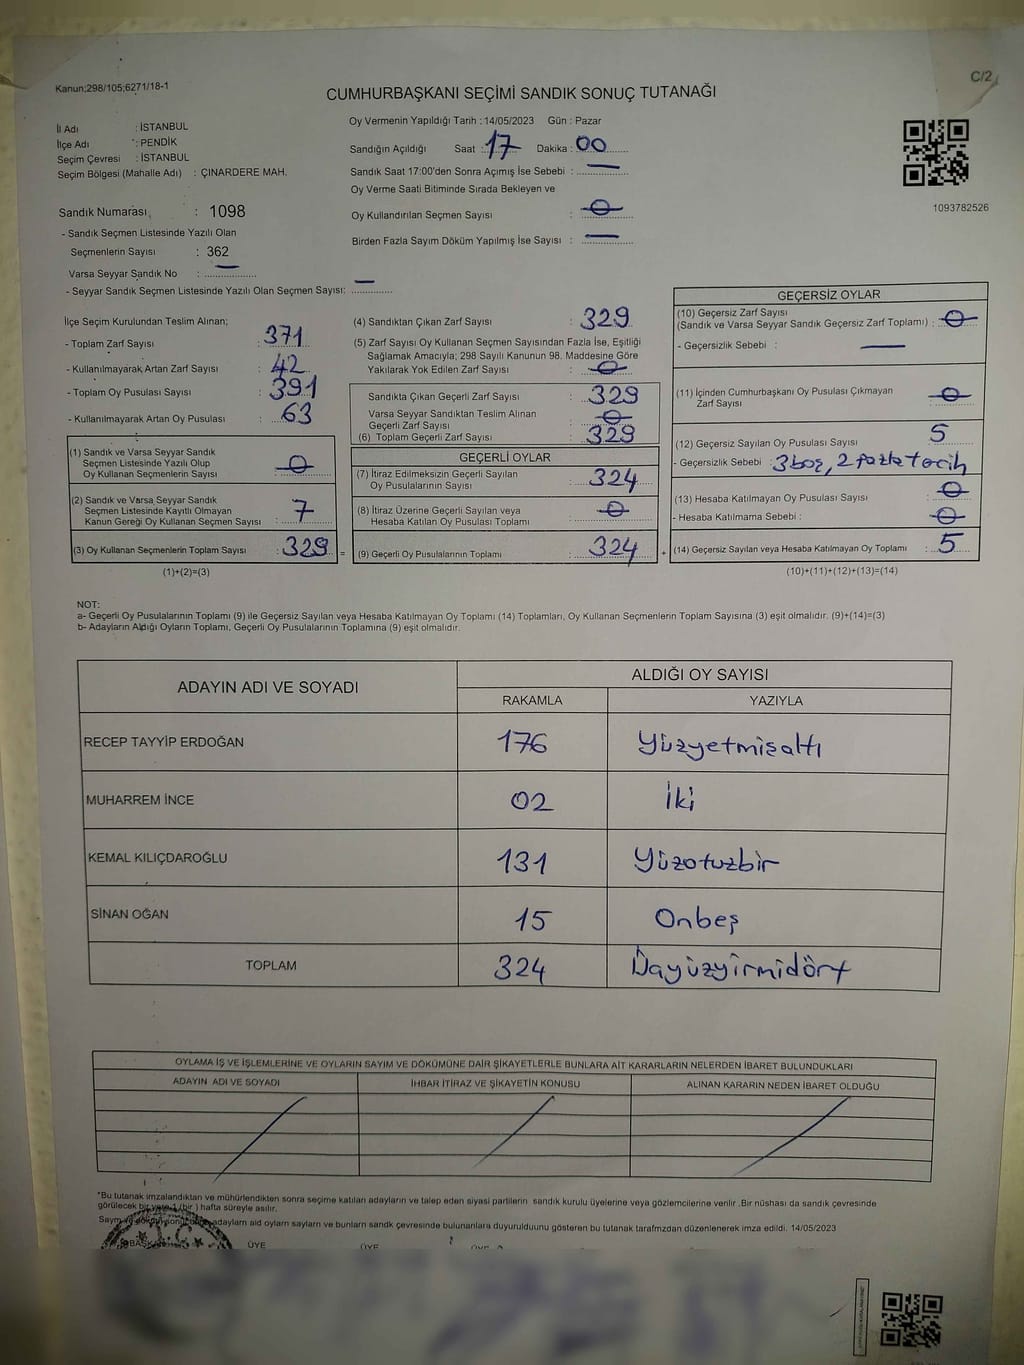 Kanun;298/105;6271/18-1
C/2
CUMHURBAŞKANI SEÇİMİ SANDIK SONUÇ TUTANAĞI
İl Adı : İSTANBUL
İlçe Adı : PENDİK
Seçim Çevresi : İSTANBUL
Seçim Bölgesi (Mahalle Adı) : ÇINARDERE MAH.
Oy Vermenin Yapıldığı Tarih : 14/05/2023 Gün : Pazar
Sandığın Açıldığı Saat : 17 Dakika : 00
Sandık Saat 17:00'den Sonra Açımış İse Sebebi : —
Oy Verme Saati Bitiminde Sırada Bekleyen ve
Oy Kullandırılan Seçmen Sayısı : 0
Birden Fazla Sayım Döküm Yapılmış İse Sayısı : —
1093782526
Sandık Numarası : 1098
- Sandık Seçmen Listesinde Yazılı Olan
Seçmenlerin Sayısı : 362
Varsa Seyyar Sandık No : —
- Seyyar Sandık Seçmen Listesinde Yazılı Olan Seçmen Sayısı: —
İlçe Seçim Kurulundan Teslim Alınan;
- Toplam Zarf Sayısı : 371
- Kullanılmayarak Artan Zarf Sayısı : 42
- Toplam Oy Pusulası Sayısı : 391
- Kullanılmayarak Artan Oy Pusulası : 63
(1) Sandık ve Varsa Seyyar Sandık
Seçmen Listesinde Yazılı Olup
Oy Kullanan Seçmenlerin Sayısı : 0
(2) Sandık ve Varsa Seyyar Sandık
Seçmen Listesinde Kayıtlı Olmayan
Kanun Gereği Oy Kullanan Seçmen Sayısı : 7
(3) Oy Kullanan Seçmenlerin Toplam Sayısı : 329 =
(1)+(2)=(3)
(4) Sandıktan Çıkan Zarf Sayısı : 329
(5) Zarf Sayısı Oy Kullanan Seçmen Sayısından Fazla İse, Eşitliği
Sağlamak Amacıyla; 298 Sayılı Kanunun 98. Maddesine Göre
Yakılarak Yok Edilen Zarf Sayısı : 0
Sandıkta Çıkan Geçerli Zarf Sayısı : 329
Varsa Seyyar Sandıktan Teslim Alınan
Geçerli Zarf Sayısı : 0
(6) Toplam Geçerli Zarf Sayısı : 329
GEÇERLİ OYLAR
(7) İtiraz Edilmeksizin Geçerli Sayılan
Oy Pusulalarının Sayısı : 324
(8) İtiraz Üzerine Geçerli Sayılan veya
Hesaba Katılan Oy Pusulası Toplamı : 0
(9) Geçerli Oy Pusulalarının Toplamı : 324 +
GEÇERSİZ OYLAR
(10) Geçersiz Zarf Sayısı
(Sandık ve Varsa Seyyar Sandık Geçersiz Zarf Toplamı) : 0
- Geçersizlik Sebebi : —
(11) İçinden Cumhurbaşkanı Oy Pusulası Çıkmayan
Zarf Sayısı : 0
(12) Geçersiz Sayılan Oy Pusulası Sayısı : 5
- Geçersizlik Sebebi : 3boş, 2 fazla tercih
(13) Hesaba Katılmayan Oy Pusulası Sayısı : 0
- Hesaba Katılmama Sebebi : 0
(14) Geçersiz Sayılan veya Hesaba Katılmayan Oy Toplamı : 5
(10)+(11)+(12)+(13)=(14)
NOT:
a- Geçerli Oy Pusulalarının Toplamı (9) ile Geçersiz Sayılan veya Hesaba Katılmayan Oy Toplamı (14) Toplamları, Oy Kullanan Seçmenlerin Toplam Sayısına (3) eşit olmalıdır. (9)+(14)=(3)
b- Adayların Aldığı Oyların Toplamı, Geçerli Oy Pusulalarının Toplamına (9) eşit olmalıdır.
ADAYIN ADI VE SOYADI
ALDIĞI OY SAYISI
RAKAMLA YAZIYLA
RECEP TAYYİP ERDOĞAN 176 Yüzyetmişaltı
MUHARREM İNCE 02 İki
KEMAL KILIÇDAROĞLU 131 Yüzotuzbir
SİNAN OĞAN 15 Onbeş
TOPLAM 324 Üçyüzyirmidört
OYLAMA İŞ VE İŞLEMLERİNE VE OYLARIN SAYIM VE DÖKÜMÜNE DAİR ŞİKAYETLERLE BUNLARA AİT KARARLARIN NELERDEN İBARET BULUNDUKLARI
ADAYIN ADI VE SOYADI İHBAR İTİRAZ VE ŞİKAYETİN KONUSU ALINAN KARARIN NEDEN İBARET OLDUĞU
*Bu tutanak imzalandıktan ve mühürlendikten sonra seçime katılan adayların ve talep eden siyasi partilerin sandık kurulu üyelerine veya gözlemcilerine verilir .Bir nüshası da sandık çevresinde
görülecek bir yere 1 (bir ) hafta süreyle asılır.
adayların ald oyların sayları ve bunların sandk çevresinde bulunanlara duyurulduunu gösteren bu tutanak tarafmzdan düzenlenerek imza edildi. 14/05/2023
ÜYE ÜYE